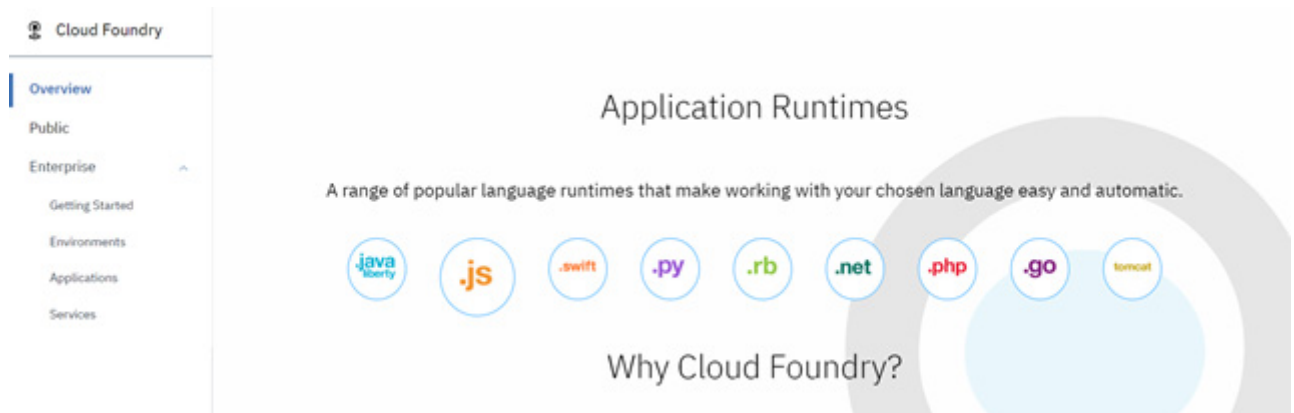 Cloud Foundry
Overview
Public
Enterprise
Getting Started
Environments
Applications
Services
Application Runtimes
A range of popular language runtimes that make working with your chosen language easy and automatic.
.java
liberty
.js
.swift
.py
.rb
.net
.php
.go
tomcat
Why Cloud Foundry?